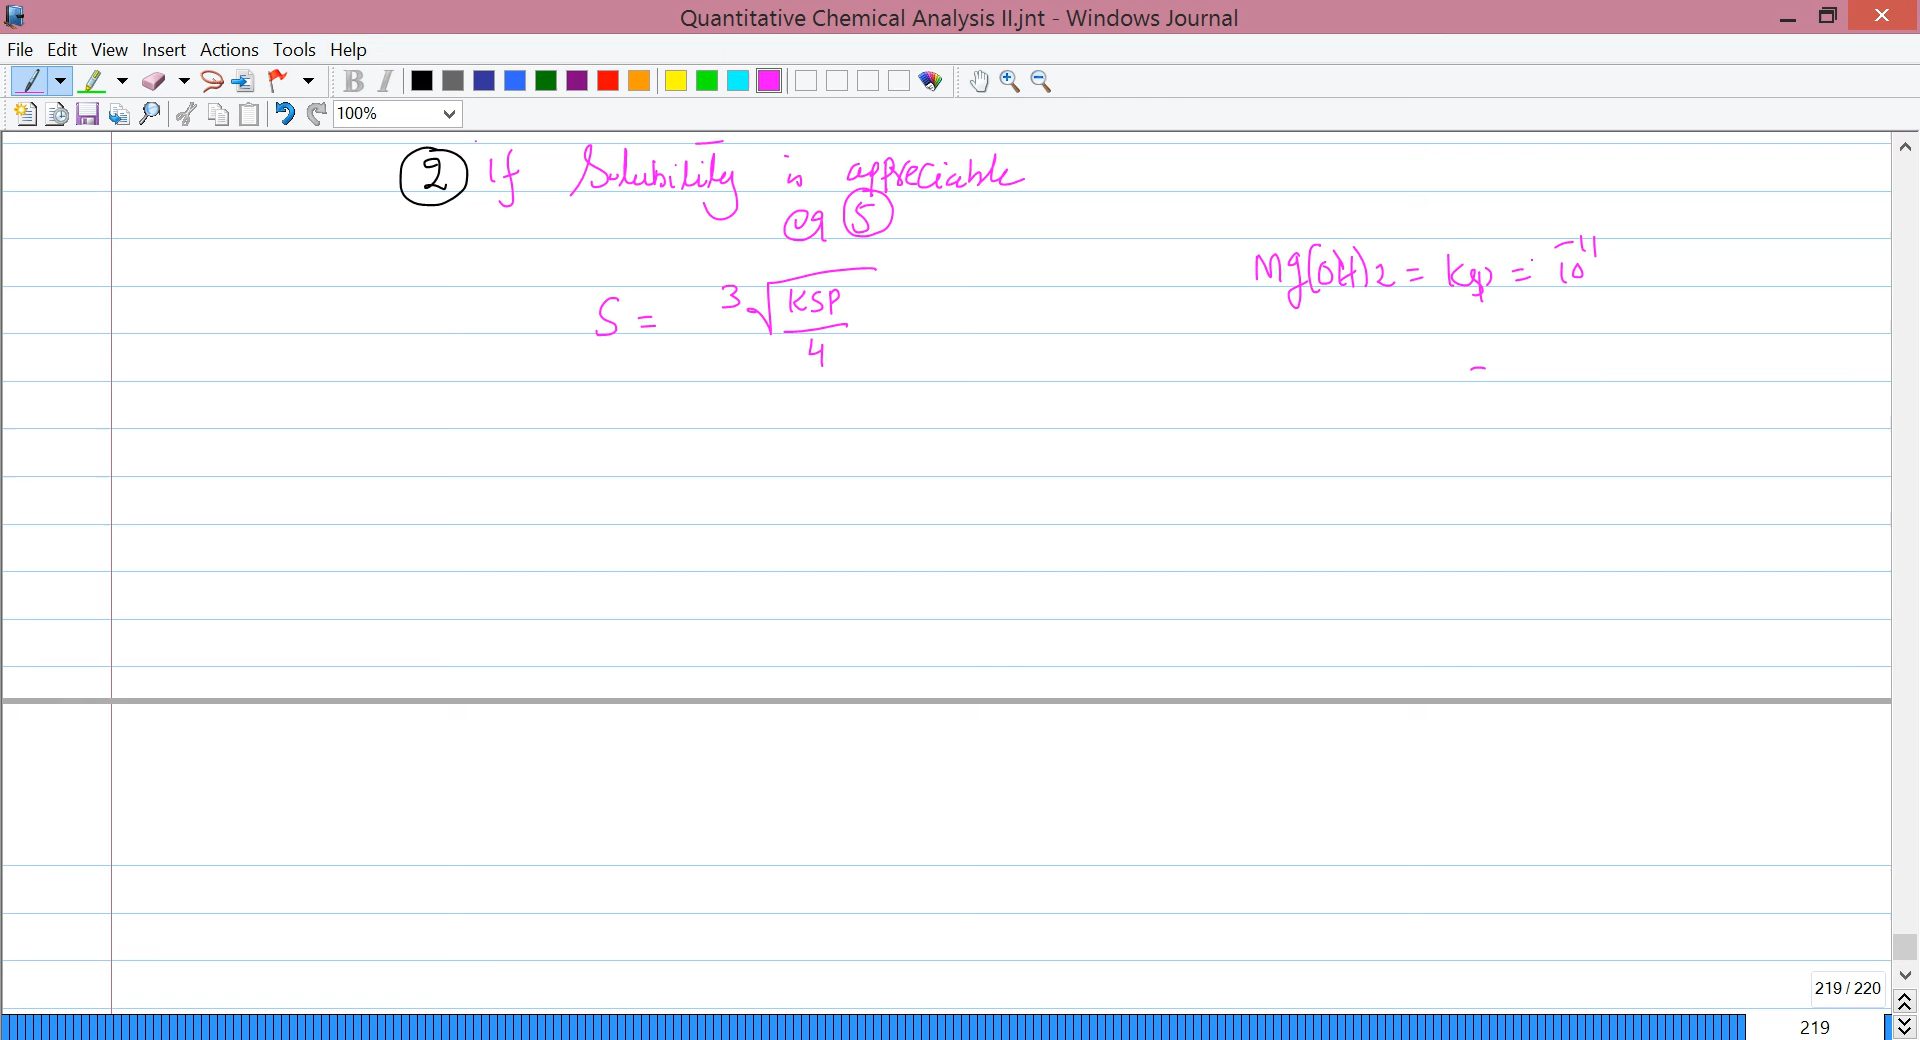 Quantitative Chemical Analysis II.jnt - Windows Journal
File Edit View Insert Actions Tools Help
B I
100%
2 if Solubility is appreciable
eq 5
Mg(OH)2 = Ksp = 10⁻¹¹
S = ³√KSP/4
219 / 220
219